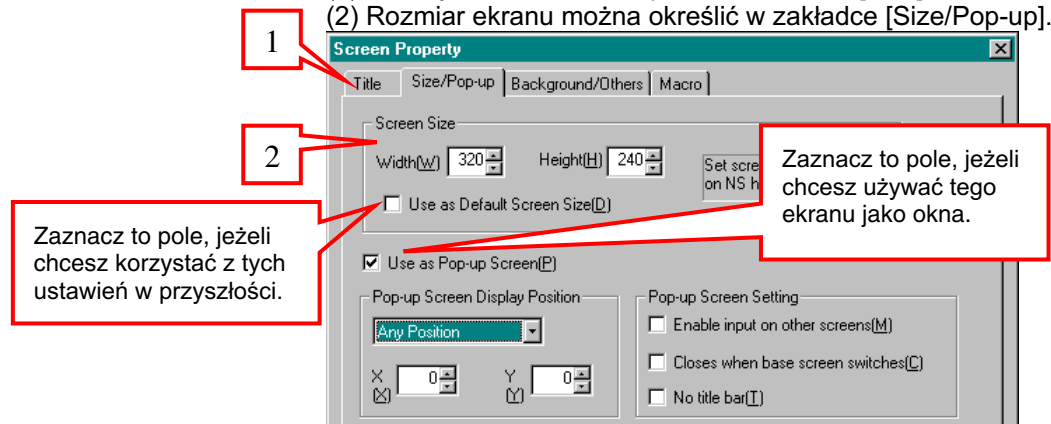 (2) Rozmiar ekranu można określić w zakładce [Size/Pop-up].
1
Screen Property
Title Size/Pop-up Background/Others Macro
Screen Size
2
Width(W) 320 Height(H) 240
Set scre
on NS h
Zaznacz to pole, jeżeli
chcesz używać tego
ekranu jako okna.
Use as Default Screen Size(D)
Zaznacz to pole, jeżeli
chcesz korzystać z tych
ustawień w przyszłości.
Use as Pop-up Screen(P)
Pop-up Screen Display Position
Any Position
X (X) 0 Y (Y) 0
Pop-up Screen Setting
Enable input on other screens(M)
Closes when base screen switches(C)
No title bar(T)